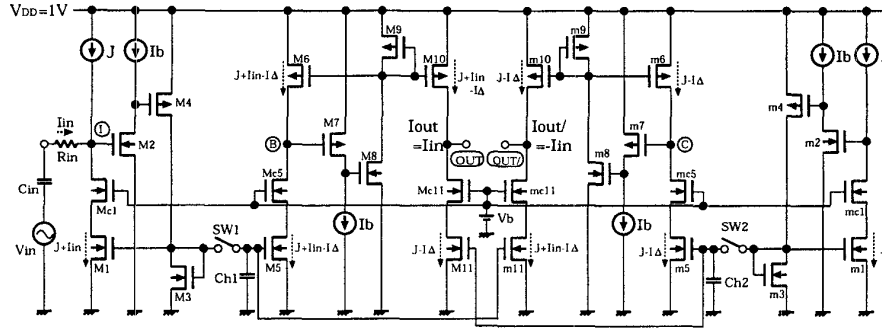 VDD=1V
J
Ib
M4
M6
M9
M10
m9
m10
m6
Ib
m4
J+Iin-IΔ
J+Iin
-IΔ
J-IΔ
J-IΔ
Iin
Rin
I
M2
B
M7
M8
Iout
=Iin
Iout/
=-Iin
OUT
OUT/
m8
m7
C
m2
Cin
Mc1
Mc5
Mc11
mc11
mc5
mc1
Vin
J+Iin
M1
SW1
Ch1
M3
M5
J+Iin-IΔ
Ib
J-IΔ
M11
Vb
m11
J+Iin-IΔ
Ib
J-IΔ
m5
SW2
Ch2
m3
m1
J